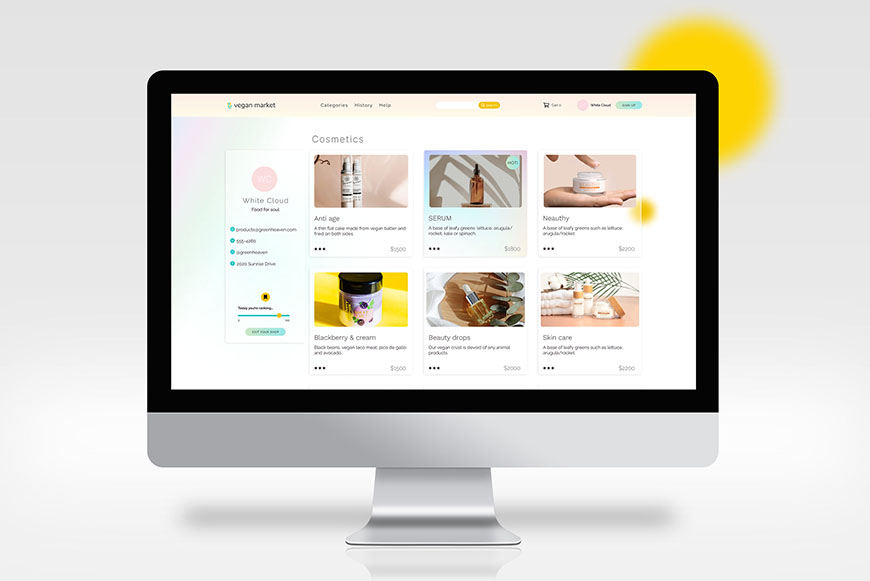 vegan market
Categories History Help
Search
Cart 0
White Cloud
SIGN UP
Cosmetics
WC
White Cloud
Food for soul
products@greenheaven.com
555-4286
@greenheaven
2020 Sunrise Drive
Today you're ranking...
0
100
EDIT YOUR SHOP
Anti age
A thin flat case made from vegan batter and
fried on both sides.
$1500
HOT!
SERUM
A base of leafy greens: lettuce, arugula/
rocket, kale or spinach.
$1800
Neauthy
A base of leafy greens such as lettuce,
arugula/rocket.
$2200
Blackberry & cream
Black beans, vegan taco meat, pico de gallo
and avocado.
$1500
Beauty drops
Our vegan crust is devoid of any animal
products.
$2000
Skin care
A base of leafy greens such as lettuce,
arugula/rocket.
$2200